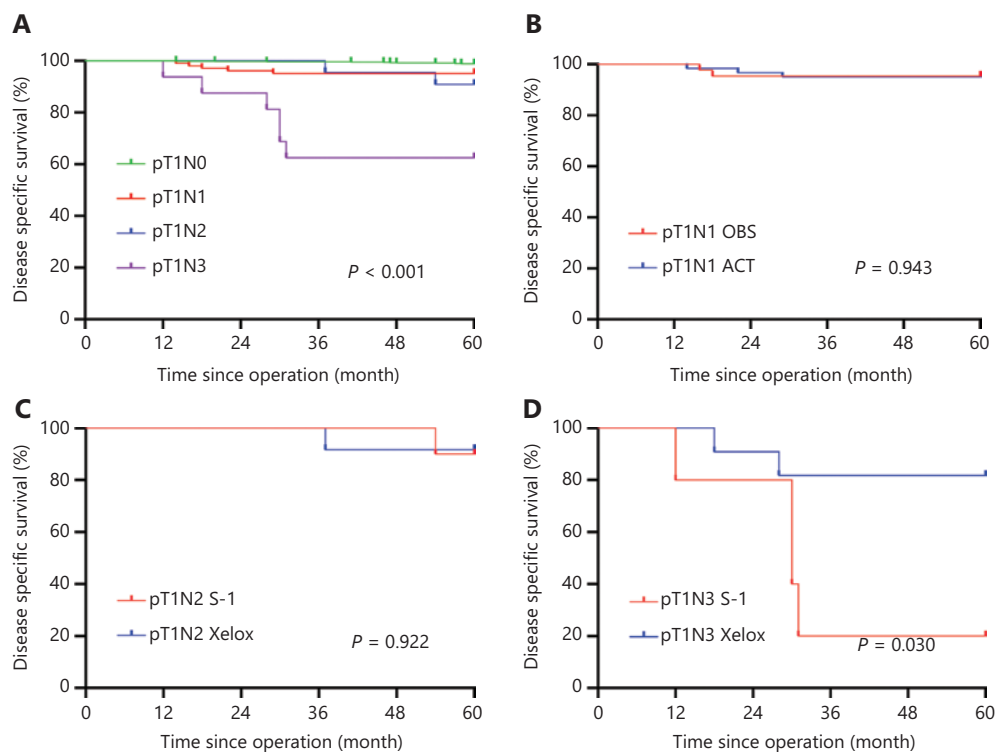 A
Disease specific survival (%)
100
80
60
40
20
0
pT1N0
pT1N1
pT1N2
pT1N3
P < 0.001
0 12 24 36 48 60
Time since operation (month)
B
Disease specific survival (%)
100
80
60
40
20
0
pT1N1 OBS
pT1N1 ACT
P = 0.943
0 12 24 36 48 60
Time since operation (month)
C
Disease specific survival (%)
100
80
60
40
20
0
pT1N2 S-1
pT1N2 Xelox
P = 0.922
0 12 24 36 48 60
Time since operation (month)
D
Disease specific survival (%)
100
80
60
40
20
0
pT1N3 S-1
pT1N3 Xelox
P = 0.030
0 12 24 36 48 60
Time since operation (month)